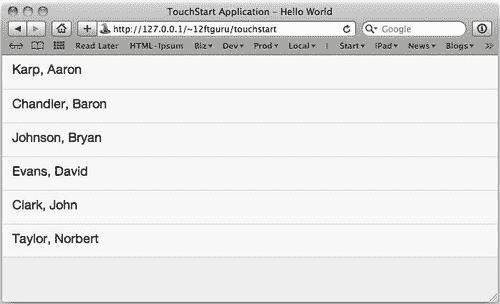 TouchStart Application – Hello World
http://127.0.0.1/~12ftguru/touchstart
Google
Read Later HTML-Ipsum Biz Dev Prod Local Start iPad News Blogs
Karp, Aaron
Chandler, Baron
Johnson, Bryan
Evans, David
Clark, John
Taylor, Norbert